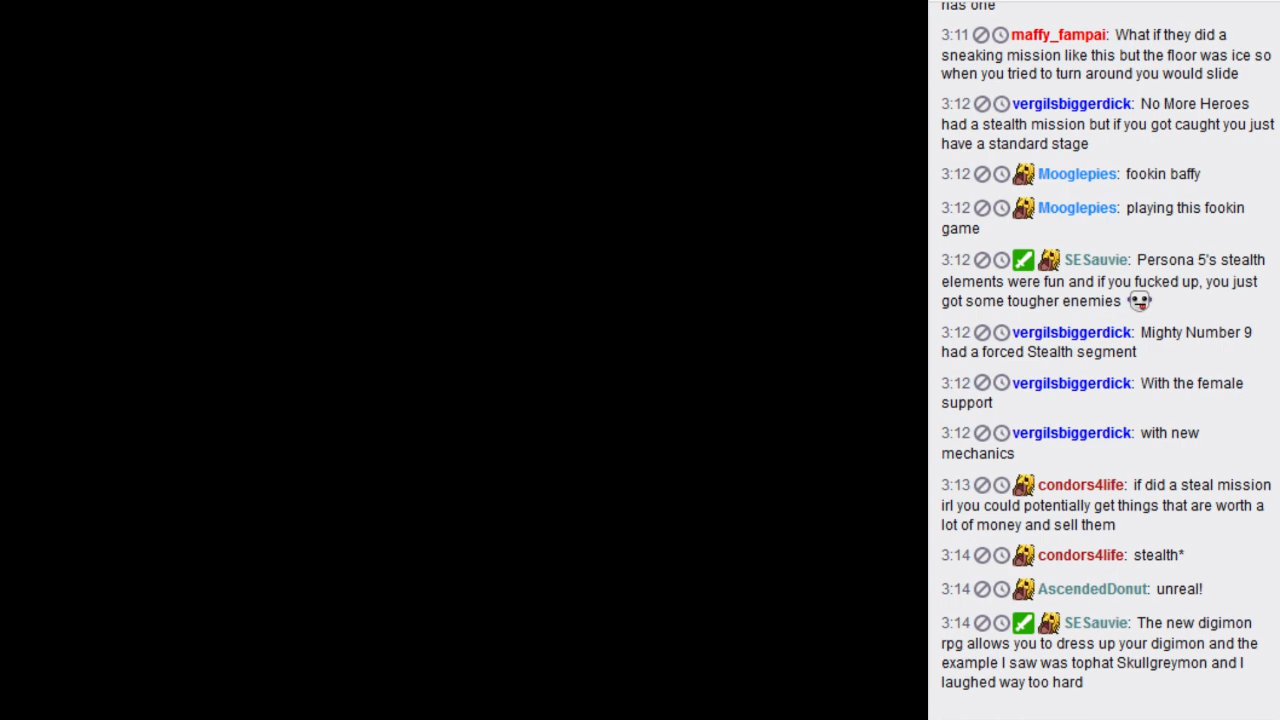 has one
3:11 maffy_fampai: What if they did a
sneaking mission like this but the floor was ice so
when you tried to turn around you would slide
3:12 vergilsbiggerdick: No More Heroes
had a stealth mission but if you got caught you just
have a standard stage
3:12 Mooglepies: fookin baffy
3:12 Mooglepies: playing this fookin
game
3:12 SESauvie: Persona 5's stealth
elements were fun and if you fucked up, you just
got some tougher enemies
3:12 vergilsbiggerdick: Mighty Number 9
had a forced Stealth segment
3:12 vergilsbiggerdick: With the female
support
3:12 vergilsbiggerdick: with new
mechanics
3:13 condors4life: if did a steal mission
irl you could potentially get things that are worth a
lot of money and sell them
3:14 condors4life: stealth*
3:14 AscendedDonut: unreal!
3:14 SESauvie: The new digimon
rpg allows you to dress up your digimon and the
example I saw was tophat Skullgreymon and I
laughed way too hard